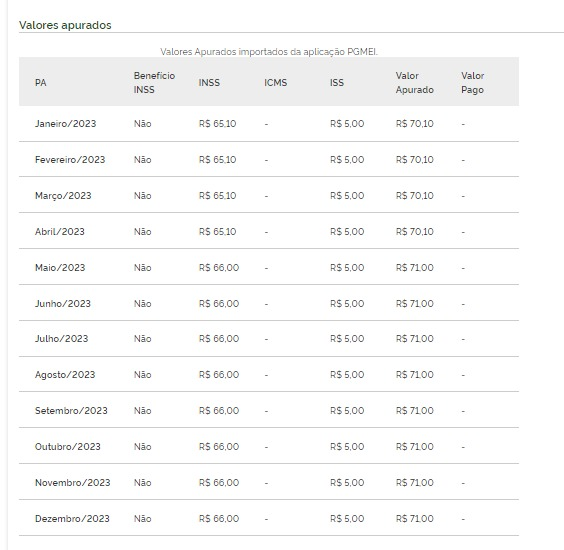 Valores apurados
Valores Apurados importados da aplicação PGMEI.
PA Benefício INSS INSS ICMS ISS Valor Apurado Valor Pago
Janeiro/2023 Não R$ 65,10 - R$ 5,00 R$ 70,10 -
Fevereiro/2023 Não R$ 65,10 - R$ 5,00 R$ 70,10 -
Março/2023 Não R$ 65,10 - R$ 5,00 R$ 70,10 -
Abril/2023 Não R$ 65,10 - R$ 5,00 R$ 70,10 -
Maio/2023 Não R$ 66,00 - R$ 5,00 R$ 71,00 -
Junho/2023 Não R$ 66,00 - R$ 5,00 R$ 71,00 -
Julho/2023 Não R$ 66,00 - R$ 5,00 R$ 71,00 -
Agosto/2023 Não R$ 66,00 - R$ 5,00 R$ 71,00 -
Setembro/2023 Não R$ 66,00 - R$ 5,00 R$ 71,00 -
Outubro/2023 Não R$ 66,00 - R$ 5,00 R$ 71,00 -
Novembro/2023 Não R$ 66,00 - R$ 5,00 R$ 71,00 -
Dezembro/2023 Não R$ 66,00 - R$ 5,00 R$ 71,00 -